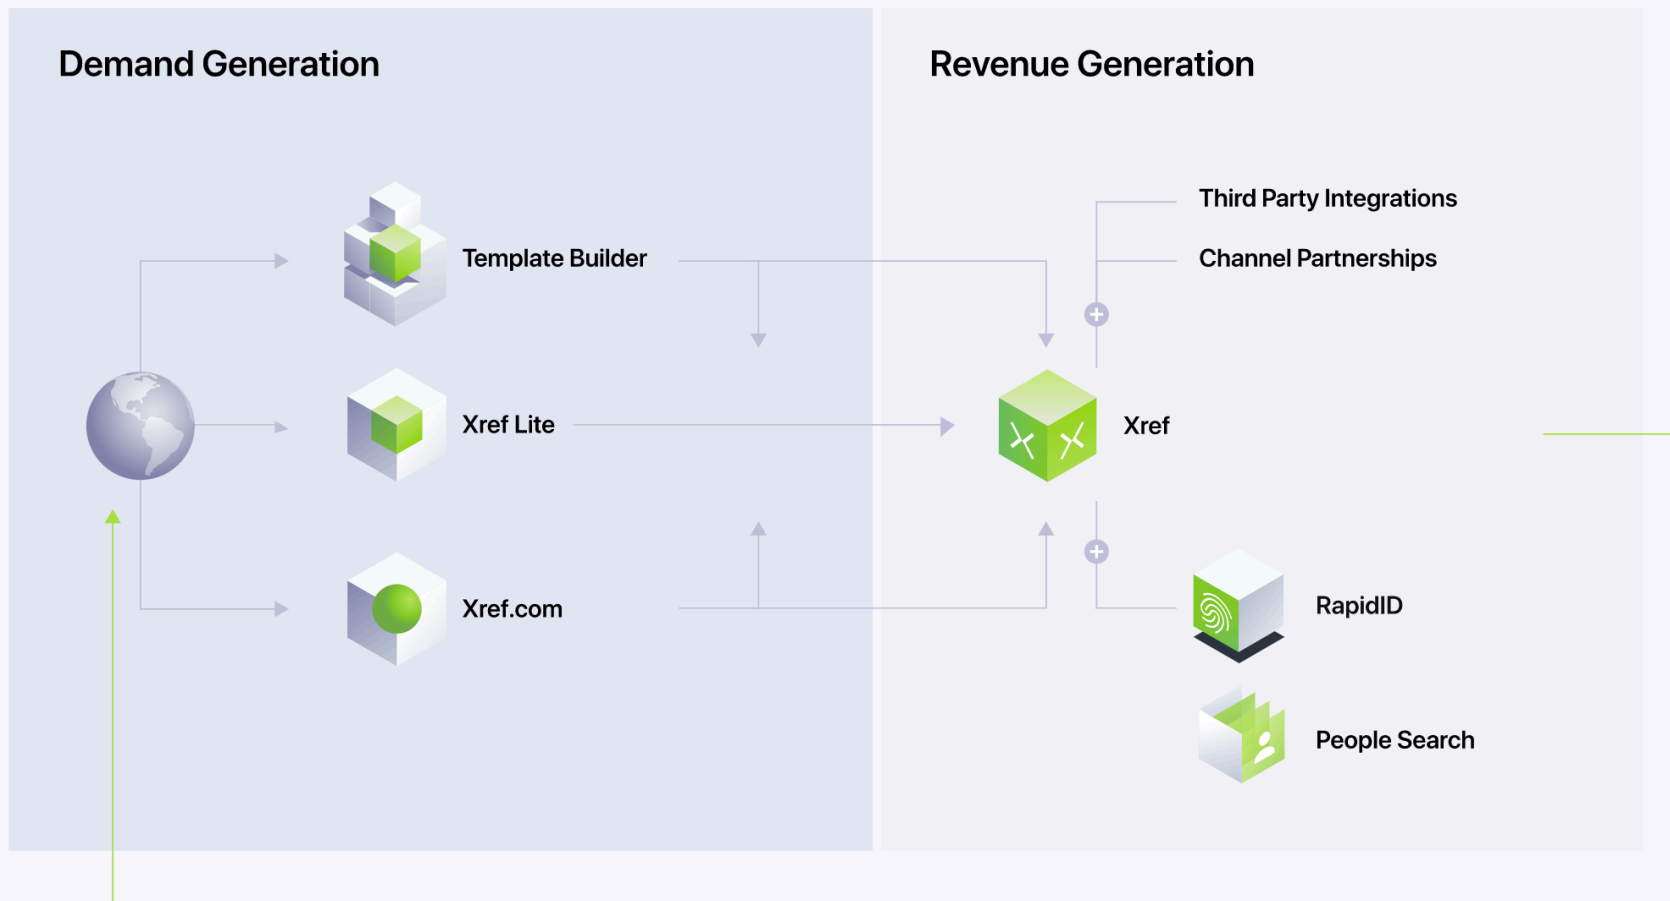 Demand Generation
Revenue Generation
Template Builder
Xref Lite
Xref.com
Third Party Integrations
Channel Partnerships
Xref
RapidID
People Search